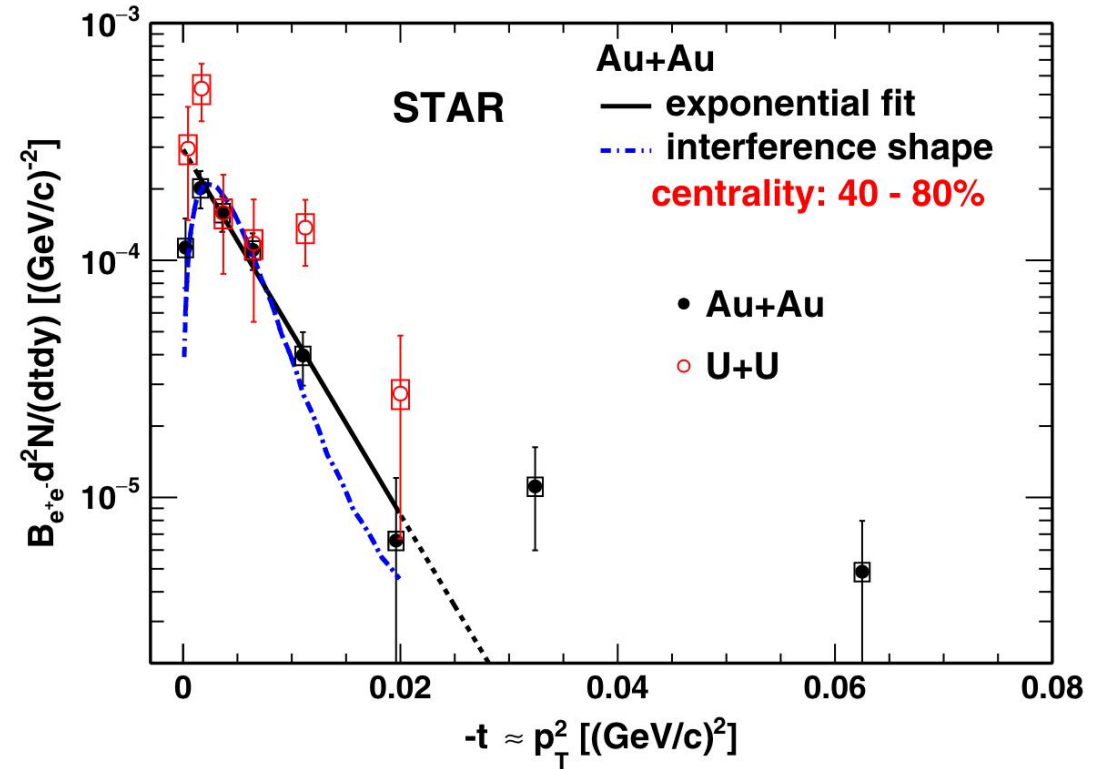 10⁻³
10⁻⁴
10⁻⁵
B_{e⁺e⁻}d²N/(dtdy) [(GeV/c)⁻²]
STAR
Au+Au
exponential fit
interference shape
centrality: 40 - 80%
Au+Au
U+U
0 0.02 0.04 0.06 0.08
-t ≈ p_T² [(GeV/c)²]